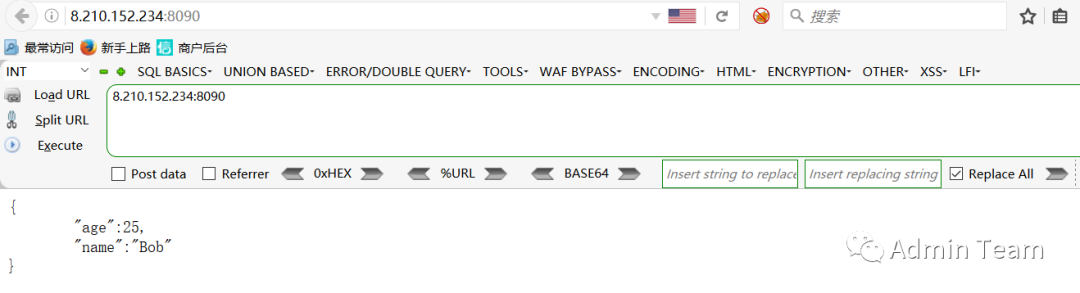 8.210.152.234:8090
搜索
最常访问 新手上路 商户后台
INT SQL BASICS UNION BASED ERROR/DOUBLE QUERY TOOLS WAF BYPASS ENCODING HTML ENCRYPTION OTHER XSS LFI
Load URL
8.210.152.234:8090
Split URL
Execute
Post data Referrer 0xHEX %URL BASE64 Insert string to replace Insert replacing string Replace All
{
"age":25,
"name":"Bob"
}
Admin Team